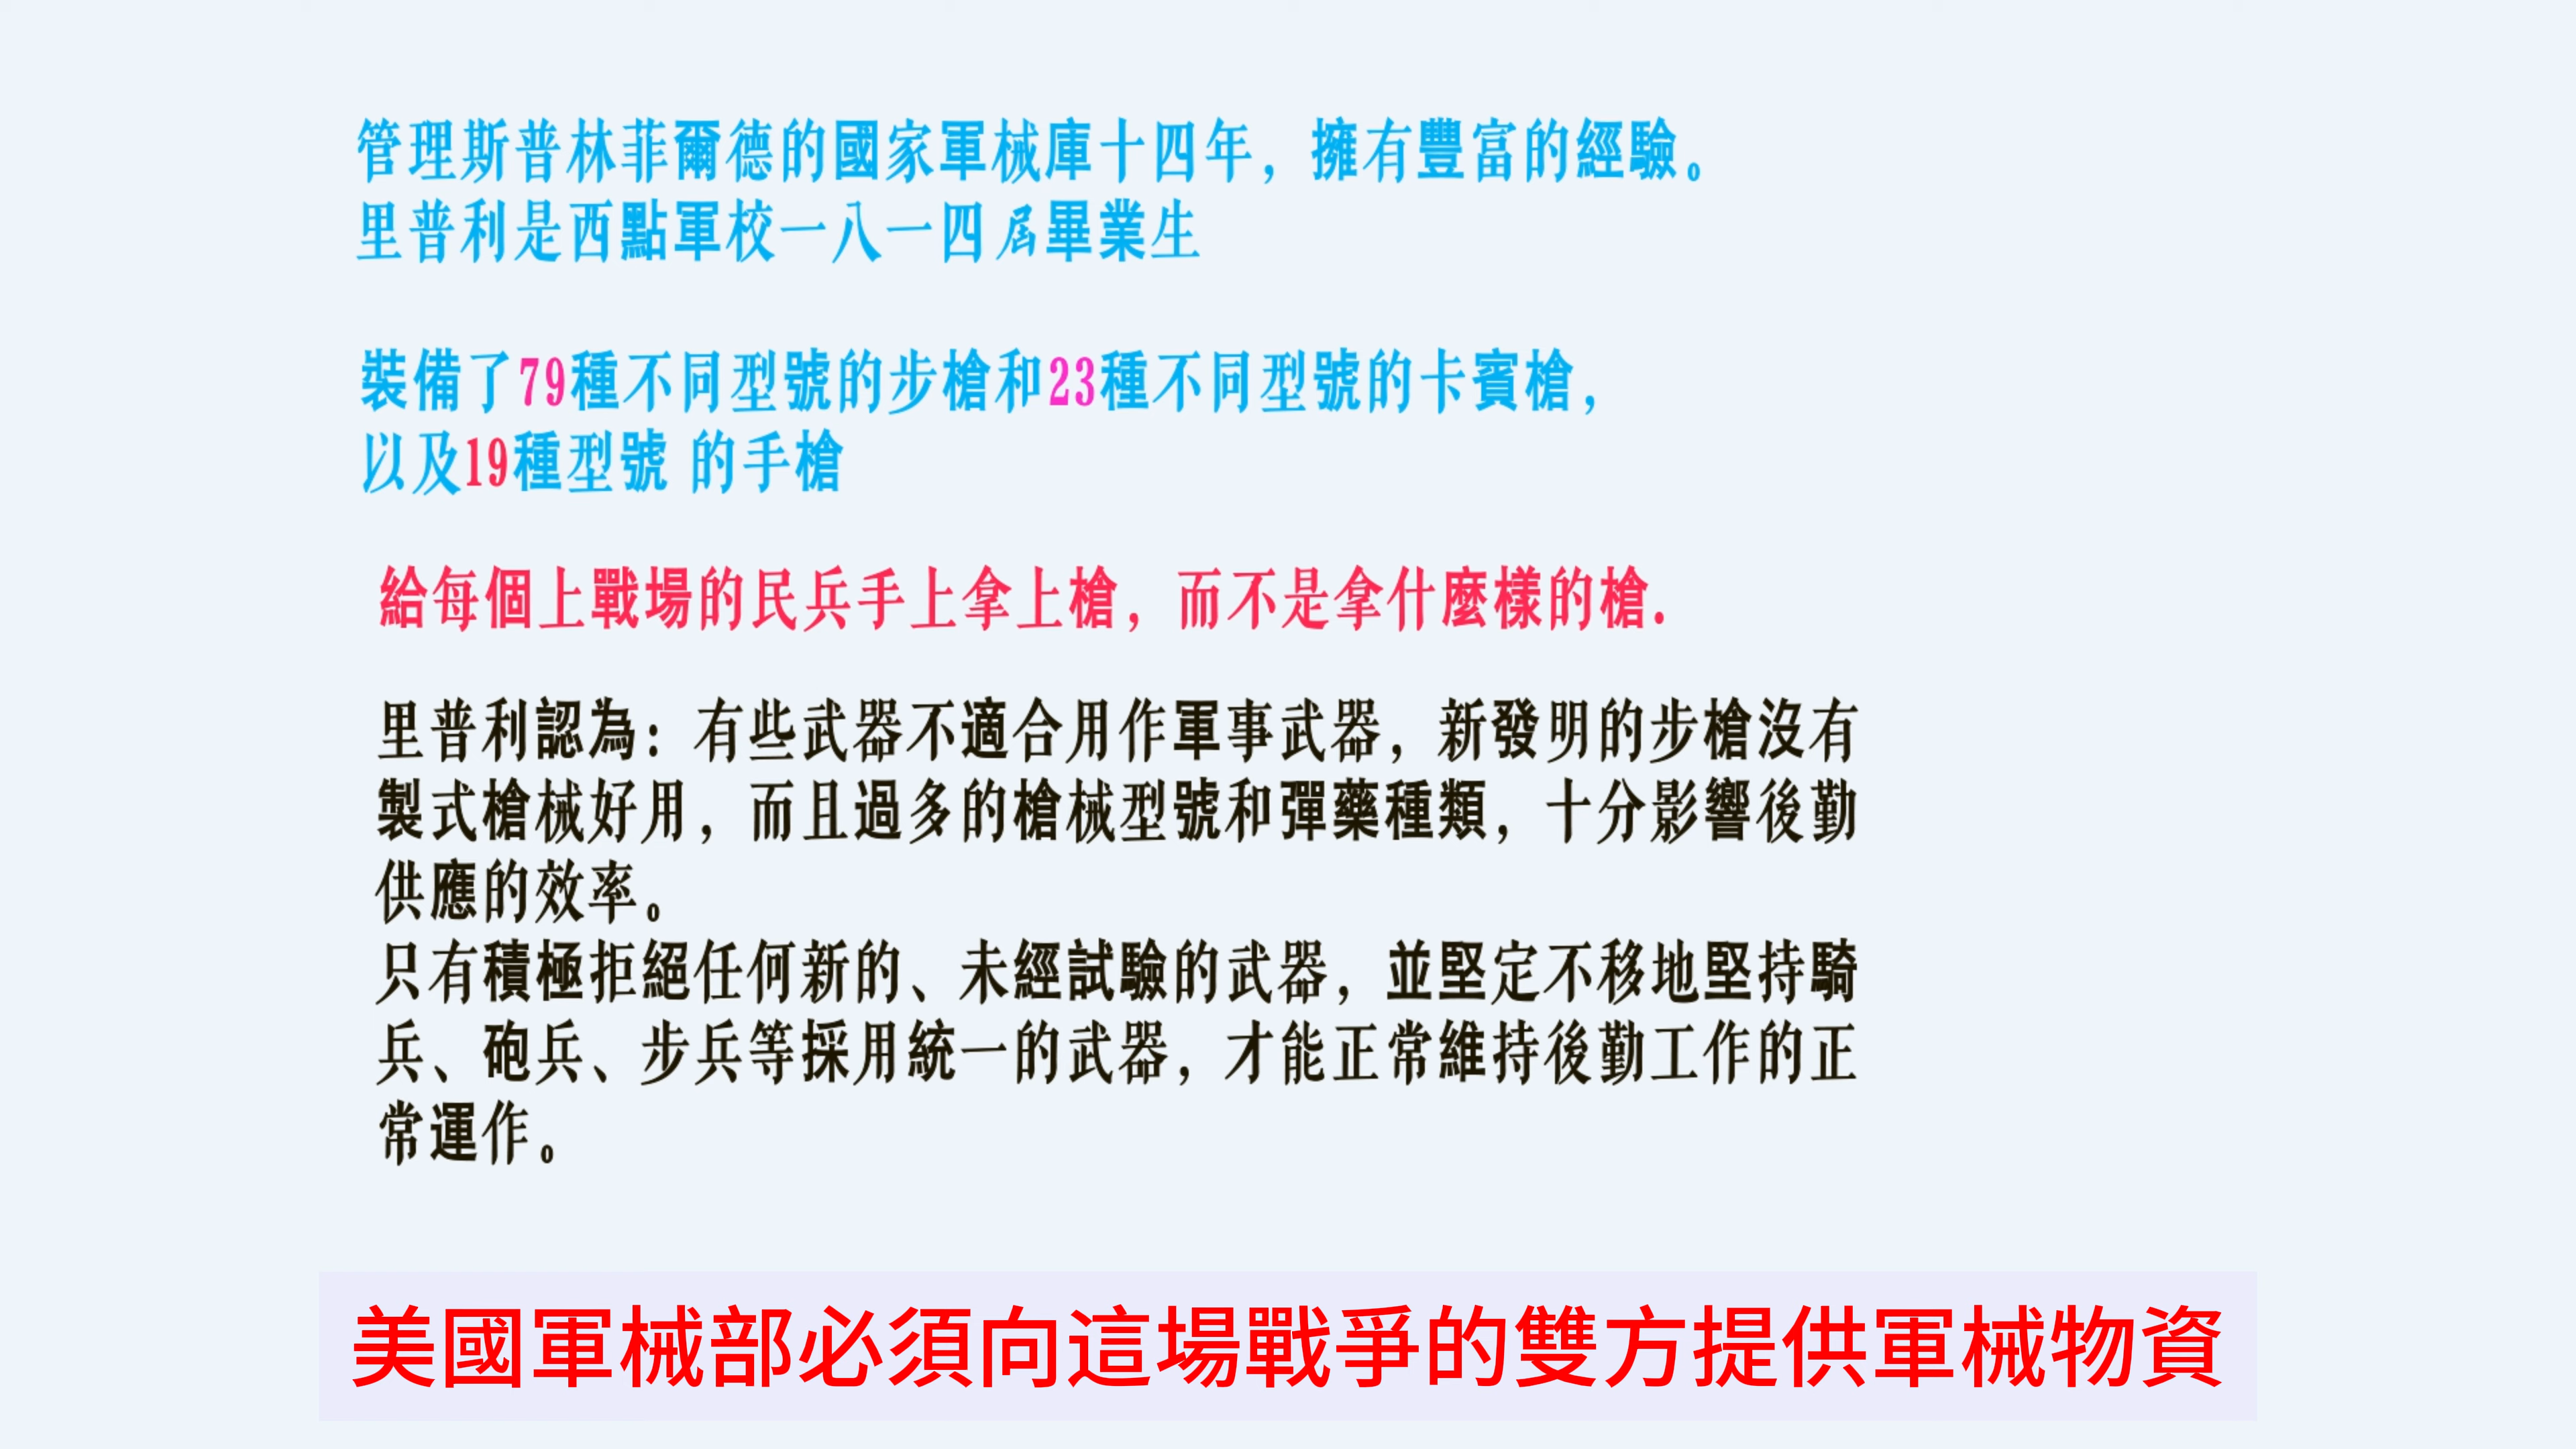 管理斯普林菲爾德的國家軍械庫十四年，擁有豐富的經驗。
里普利是西點軍校一八一四屆畢業生
裝備了79種不同型號的步槍和23種不同型號的卡賓槍，
以及19種型號 的手槍
給每個上戰場的民兵手上拿上槍，而不是拿什麼樣的槍.
里普利認為：有些武器不適合用作軍事武器，新發明的步槍沒有
製式槍械好用，而且過多的槍械型號和彈藥種類，十分影響後勤
供應的效率。
只有積極拒絕任何新的、未經試驗的武器，並堅定不移地堅持騎
兵、砲兵、步兵等採用統一的武器，才能正常維持後勤工作的正
常運作。
美國軍械部必須向這場戰爭的雙方提供軍械物資